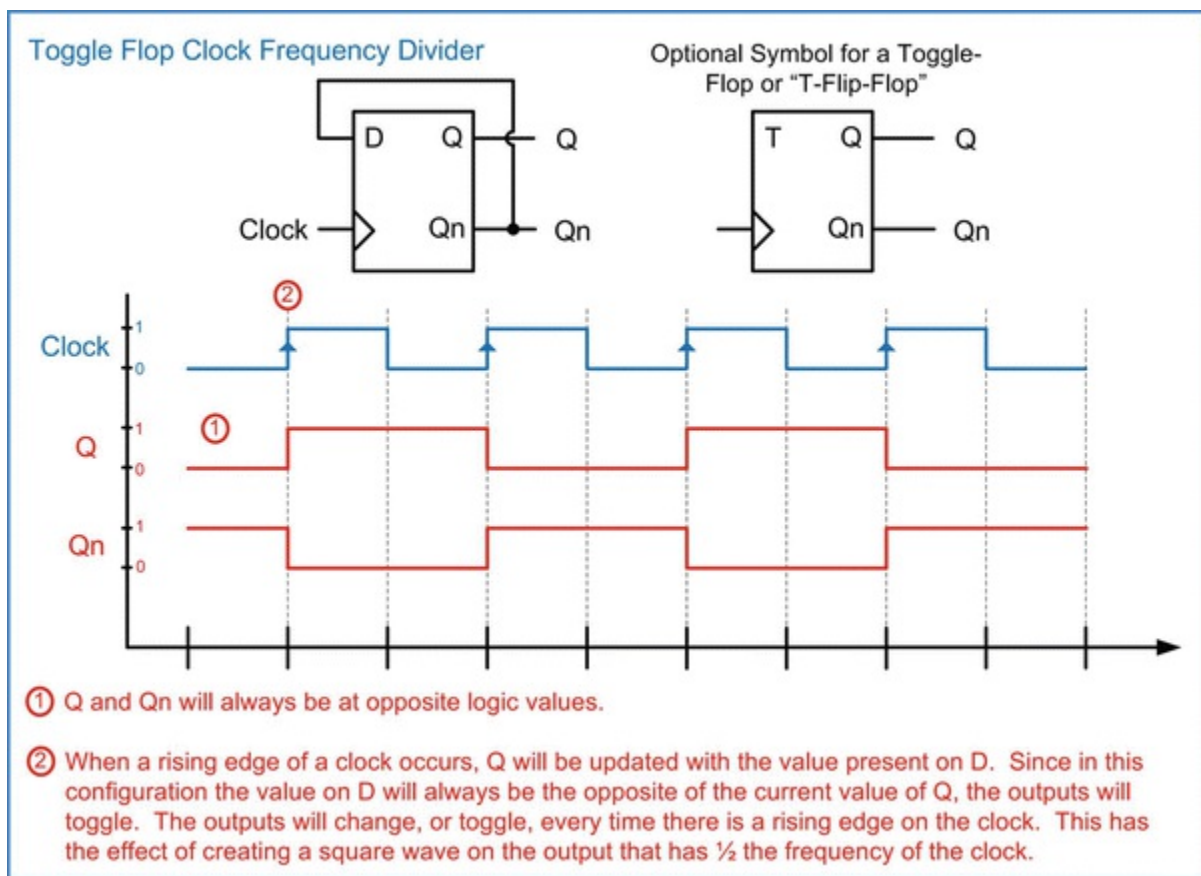 Toggle Flop Clock Frequency Divider
Optional Symbol for a Toggle-
Flop or “T-Flip-Flop”
D Q Q
Clock Qn Qn
T Q Q
Qn Qn
2
Clock 1
0
1
Q 1
0
Qn 1
0
1 Q and Qn will always be at opposite logic values.
2 When a rising edge of a clock occurs, Q will be updated with the value present on D. Since in this
configuration the value on D will always be the opposite of the current value of Q, the outputs will
toggle. The outputs will change, or toggle, every time there is a rising edge on the clock. This has
the effect of creating a square wave on the output that has ½ the frequency of the clock.